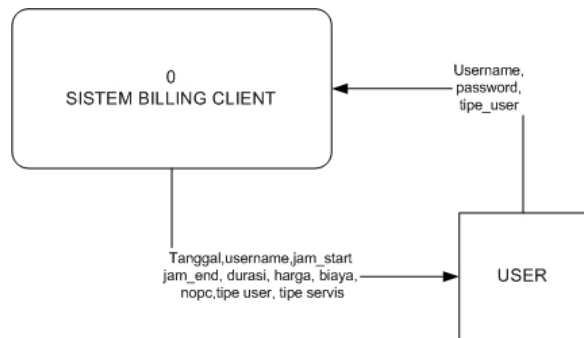 0
SISTEM BILLING CLIENT
Username,
password,
tipe_user
Tanggal,username,jam_start
jam_end, durasi, harga, biaya,
nopc,tipe user, tipe servis
USER